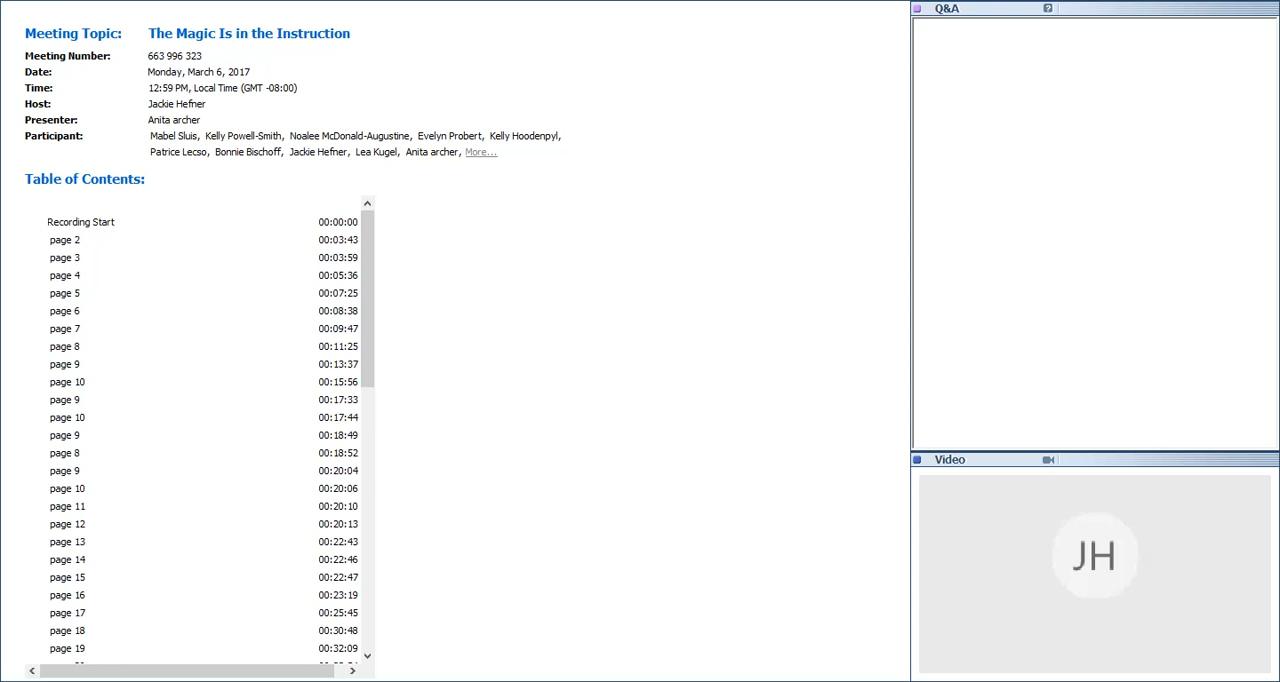 Meeting Topic: The Magic Is in the Instruction
Meeting Number: 663 996 323
Date: Monday, March 6, 2017
Time: 12:59 PM, Local Time (GMT -08:00)
Host: Jackie Hefner
Presenter: Anita archer
Participant: Mabel Sluis, Kelly Powell-Smith, Noalee McDonald-Augustine, Evelyn Probert, Kelly Hoodenpyl,
Patrice Lecso, Bonnie Bischoff, Jackie Hefner, Lea Kugel, Anita archer, More...
Table of Contents:
Recording Start 00:00:00
page 2 00:03:43
page 3 00:03:59
page 4 00:05:36
page 5 00:07:25
page 6 00:08:38
page 7 00:09:47
page 8 00:11:25
page 9 00:13:37
page 10 00:15:56
page 9 00:17:33
page 10 00:17:44
page 9 00:18:49
page 8 00:18:52
page 9 00:20:04
page 10 00:20:06
page 11 00:20:10
page 12 00:20:13
page 13 00:22:43
page 14 00:22:46
page 15 00:22:47
page 16 00:23:19
page 17 00:25:45
page 18 00:30:48
page 19 00:32:09
Q&A ?
Video
JH